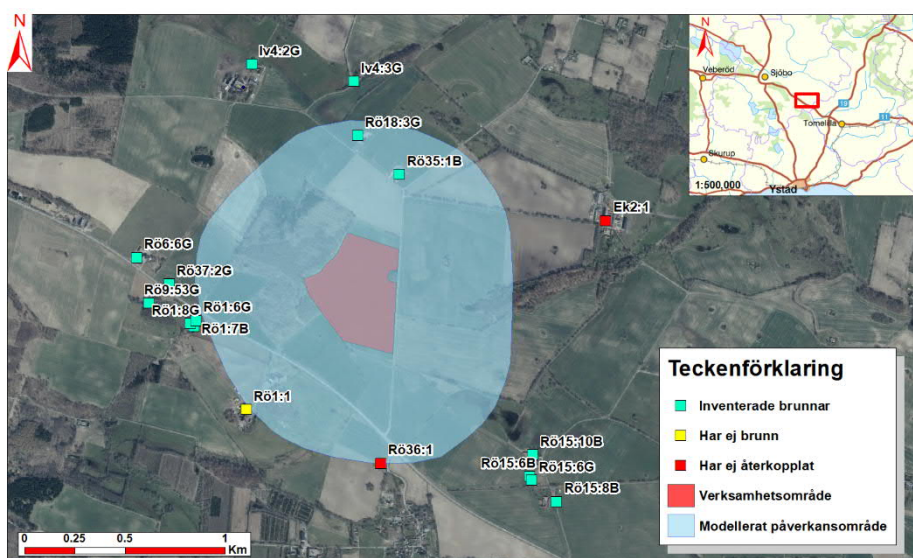 N
Iv4:2G
Iv4:3G
Rö18:3G
Rö35:1B
Ek2:1
Rö6:6G
Rö37:2G
Rö9:53G
Rö1:8G
Rö1:6G
Rö1:7B
Rö1:1
Rö36:1
Rö15:10B
Rö15:6B
Rö15:6G
Rö15:8B
0 0.25 0.5 1
Km
N
Veberöd
Sjöbo
19
11
Tomelilla
Skurup
1:500,000
Ystad
Teckenförklaring
Inventerade brunnar
Har ej brunn
Har ej återkopplat
Verksamhetsområde
Modellerat påverkansområde